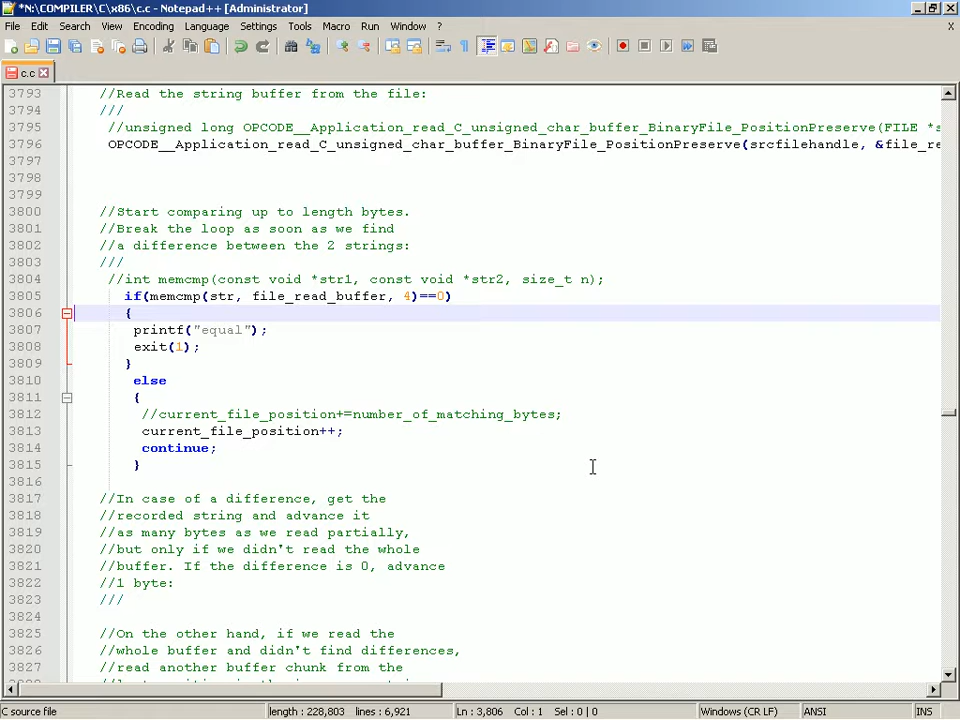 *N:\COMPILER\C\x86\c.c - Notepad++ [Administrator]
File Edit Search View Encoding Language Settings Tools Macro Run Window ? X
c.c
3793 //Read the string buffer from the file:
3794 ///
3795 //unsigned long OPCODE__Application_read_C_unsigned_char_buffer_BinaryFile_PositionPreserve(FILE *s
3796 OPCODE__Application_read_C_unsigned_char_buffer_BinaryFile_PositionPreserve(srcfilehandle, &file_re
3797
3798
3799
3800 //Start comparing up to length bytes.
3801 //Break the loop as soon as we find
3802 //a difference between the 2 strings:
3803 ///
3804 //int memcmp(const void *str1, const void *str2, size_t n);
3805 if(memcmp(str, file_read_buffer, 4)==0)
3806 {
3807 printf("equal");
3808 exit(1);
3809 }
3810 else
3811 {
3812 //current_file_position+=number_of_matching_bytes;
3813 current_file_position++;
3814 continue;
3815 }
3816
3817 //In case of a difference, get the
3818 //recorded string and advance it
3819 //as many bytes as we read partially,
3820 //but only if we didn't read the whole
3821 //buffer. If the difference is 0, advance
3822 //1 byte:
3823 ///
3824
3825 //On the other hand, if we read the
3826 //whole buffer and didn't find differences,
3827 //read another buffer chunk from the
C source file length : 228,803 lines : 6,921 Ln : 3,806 Col : 1 Sel : 0 | 0 Windows (CR LF) ANSI INS